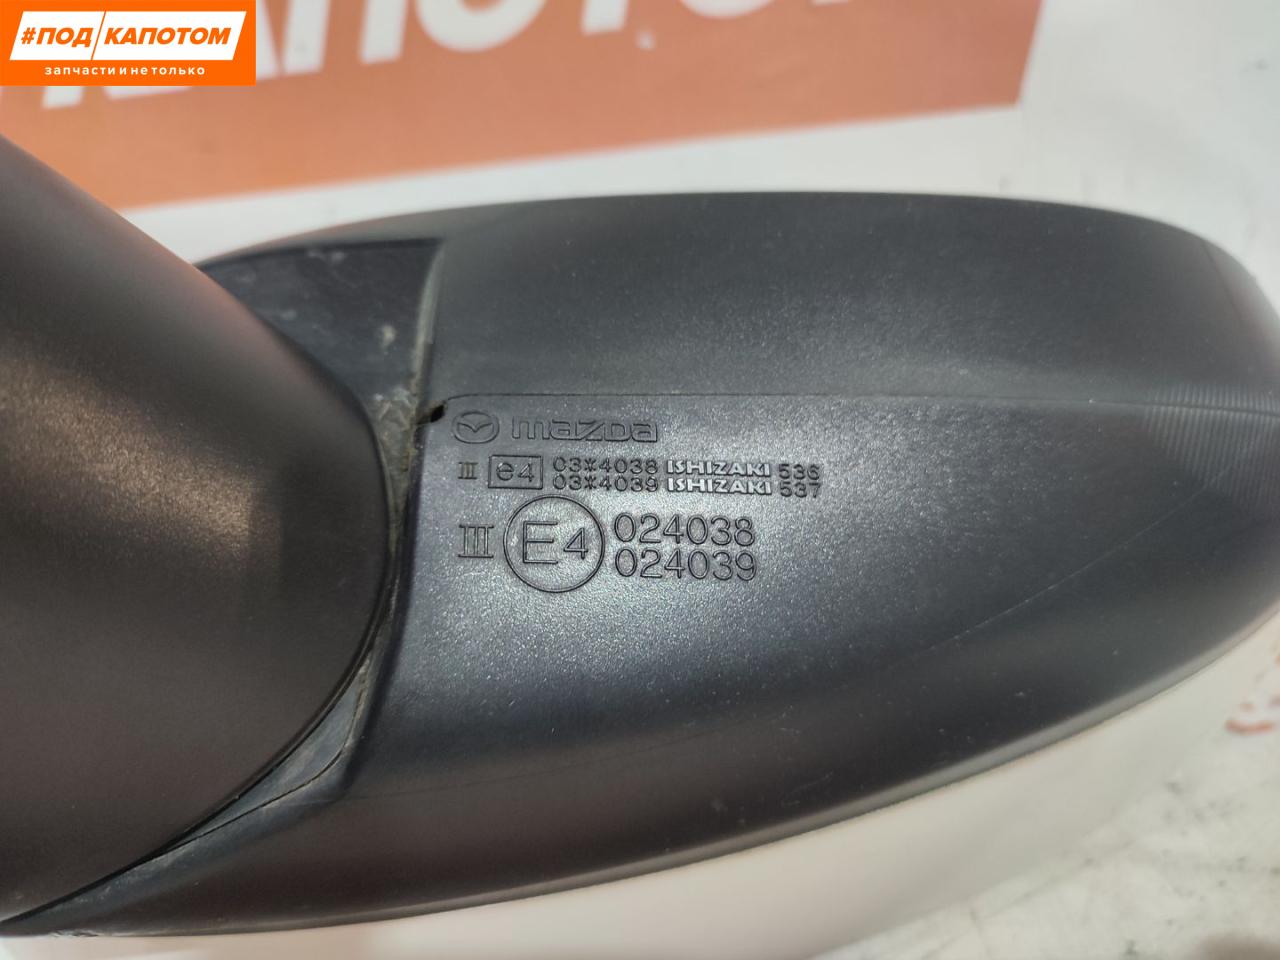 #ПОД КАПОТОМ
запчасти и не только
mazda
III e4 03*4038 ISHIZAKI 536
03*4039 ISHIZAKI 537
III E4 024038
024039